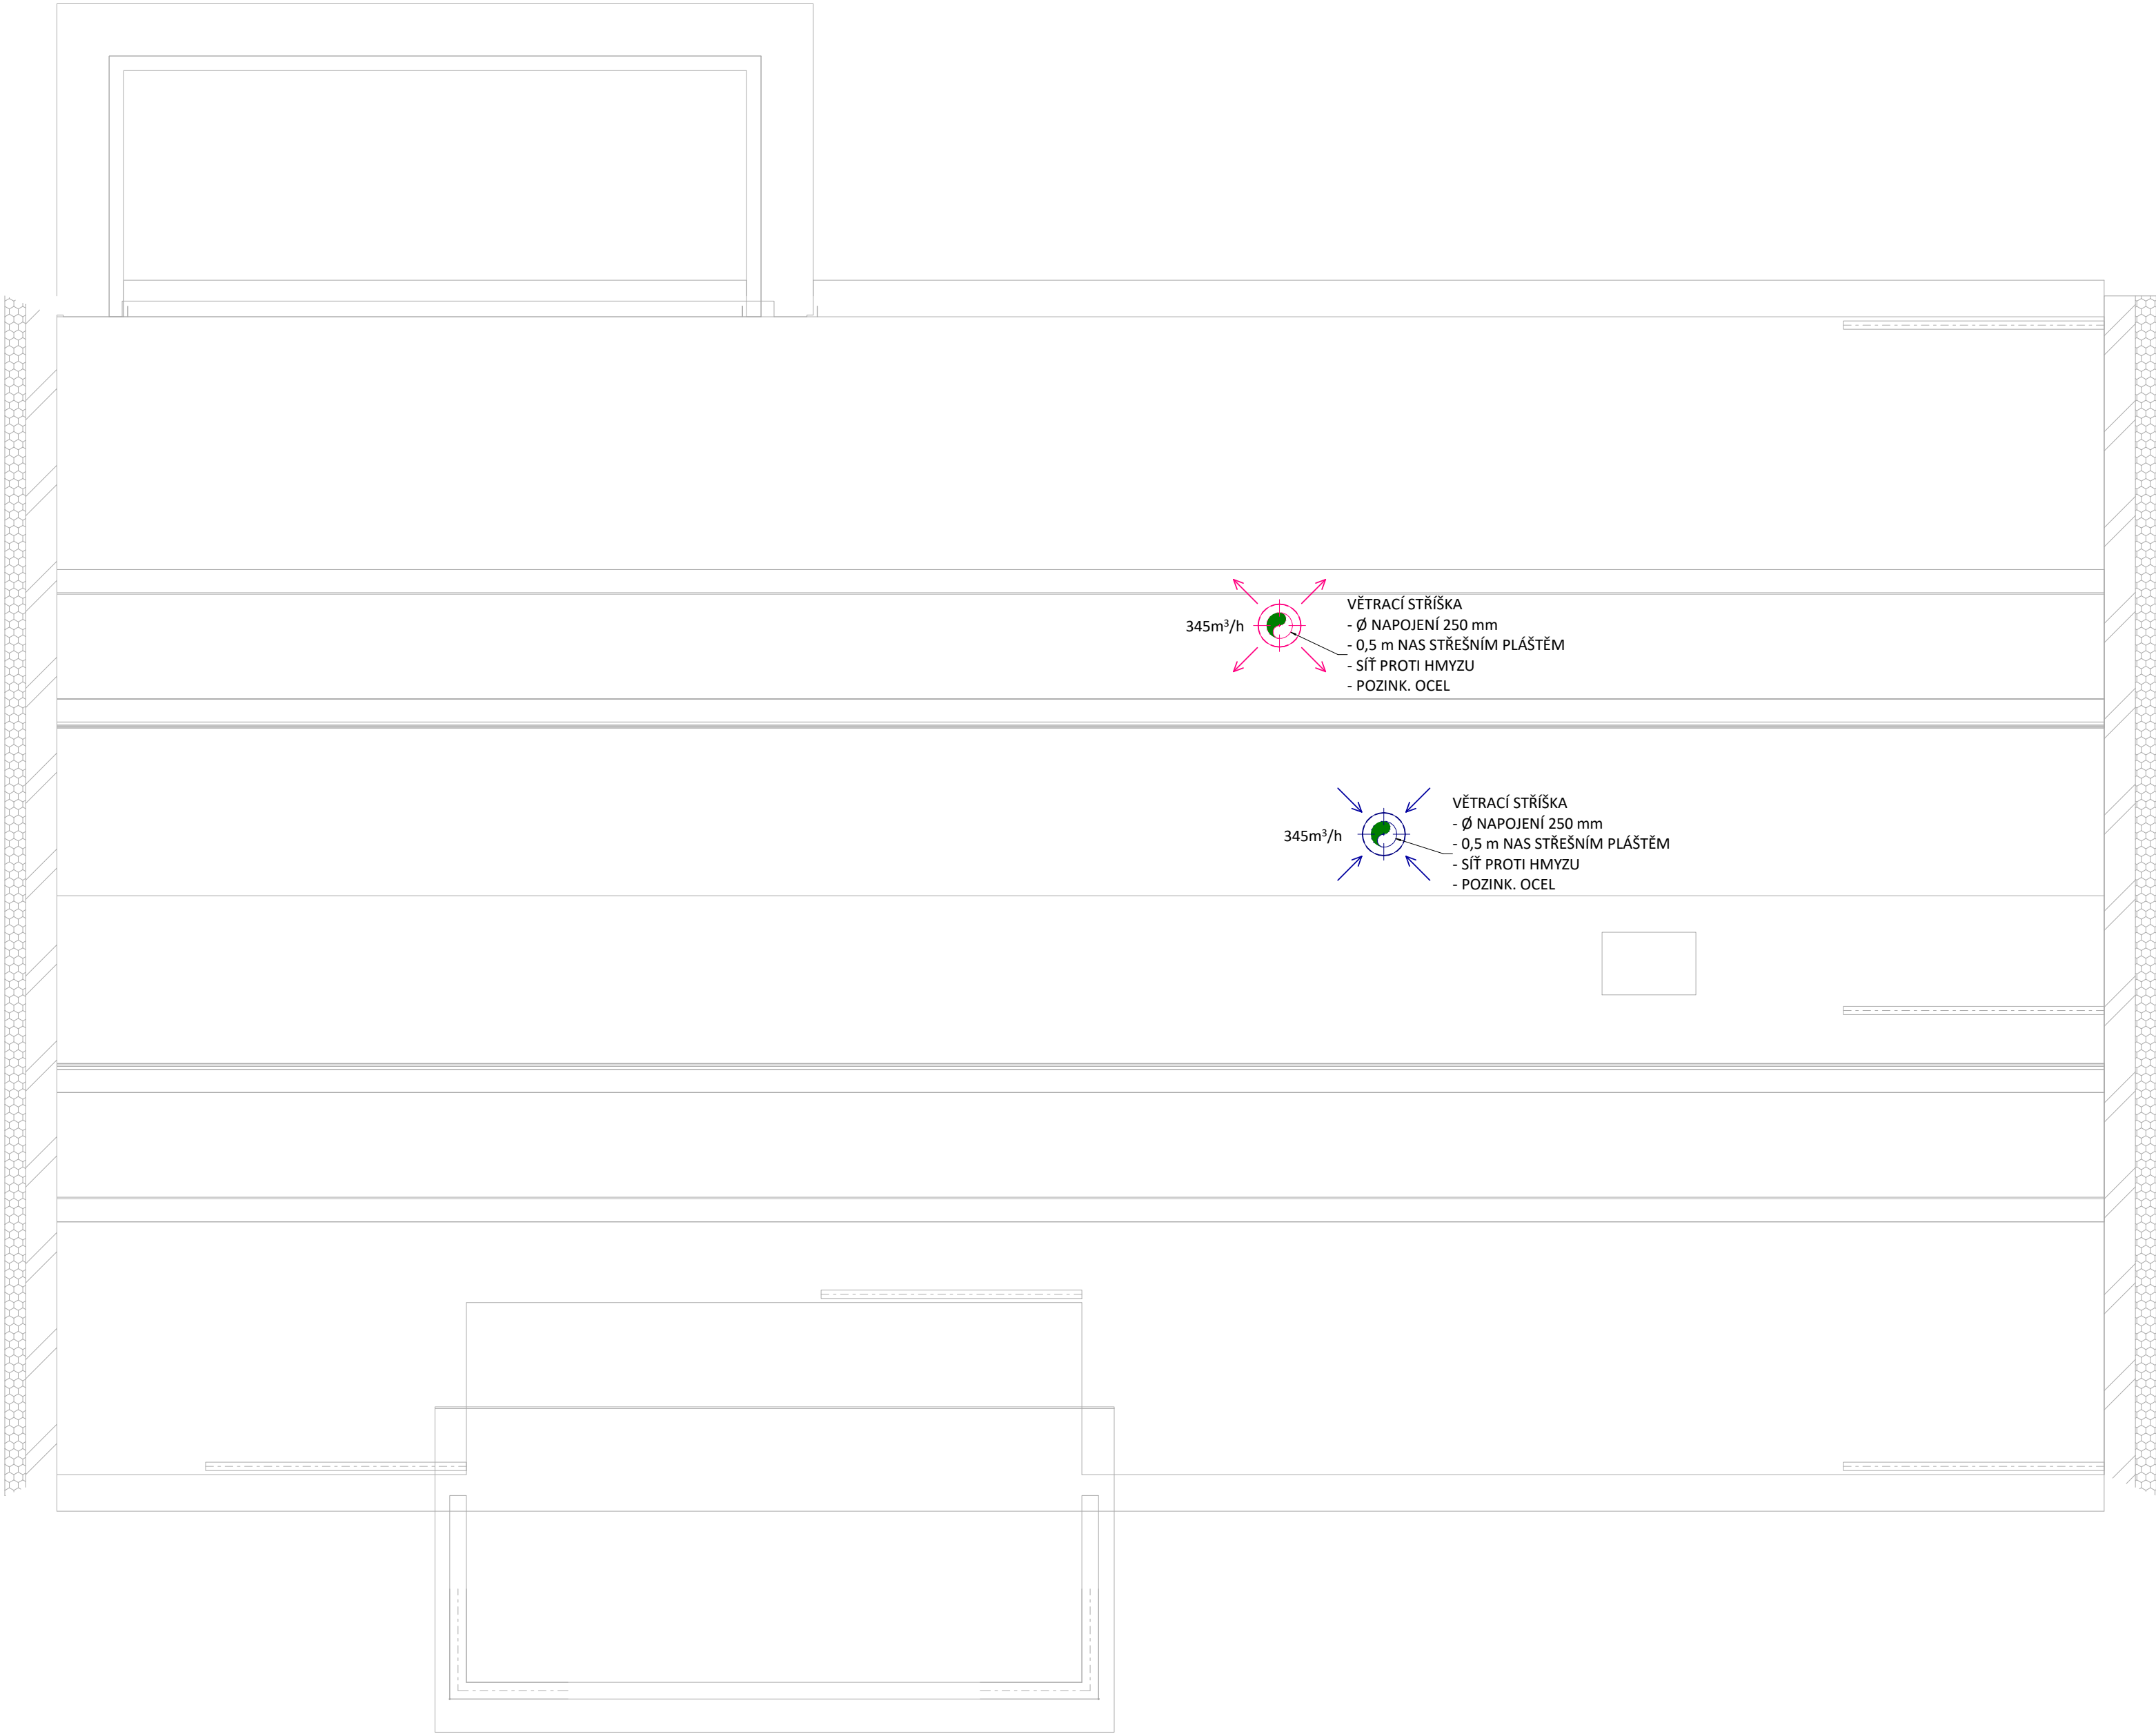 345m³/h
VĚTRACÍ STŘÍŠKA
- Ø NAPOJENÍ 250 mm
- 0,5 m NAS STŘEŠNÍM PLÁŠTĚM
- SÍŤ PROTI HMYZU
- POZINK. OCEL
345m³/h
VĚTRACÍ STŘÍŠKA
- Ø NAPOJENÍ 250 mm
- 0,5 m NAS STŘEŠNÍM PLÁŠTĚM
- SÍŤ PROTI HMYZU
- POZINK. OCEL